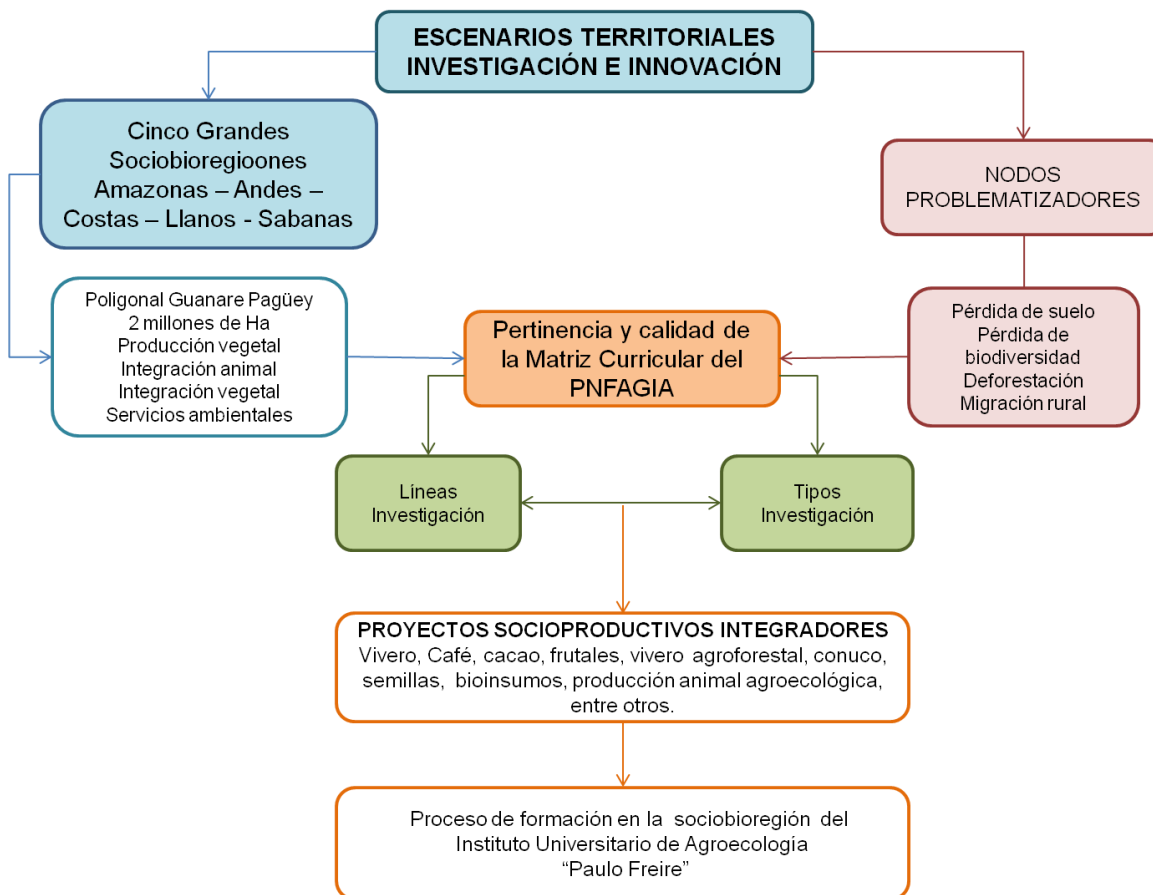 ESCENARIOS TERRITORIALES
INVESTIGACIÓN E INNOVACIÓN
Cinco Grandes
Sociobioregioones
Amazonas – Andes –
Costas – Llanos - Sabanas
NODOS
PROBLEMATIZADORES
Poligonal Guanare Pagüey
2 millones de Ha
Producción vegetal
Integración animal
Integración vegetal
Servicios ambientales
Pertinencia y calidad de
la Matriz Curricular del
PNFAGIA
Pérdida de suelo
Pérdida de
biodiversidad
Deforestación
Migración rural
Líneas
Investigación
Tipos
Investigación
PROYECTOS SOCIOPRODUCTIVOS INTEGRADORES
Vivero, Café, cacao, frutales, vivero agroforestal, conuco,
semillas, bioinsumos, producción animal agroecológica,
entre otros.
Proceso de formación en la sociobioregión del
Instituto Universitario de Agroecología
“Paulo Freire”